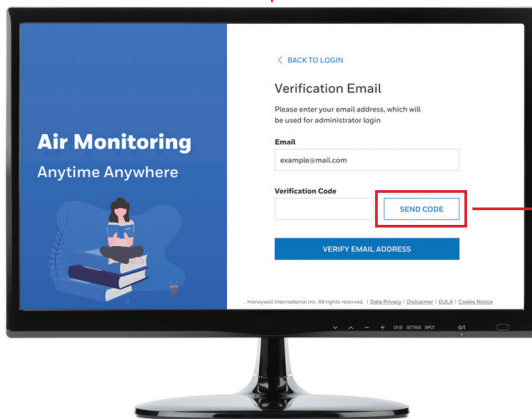 < BACK TO LOGIN
Verification Email
Please enter your email address, which will
be used for administrator login
Email
example@mail.com
Verification Code
SEND CODE
VERIFY EMAIL ADDRESS
Air Monitoring
Anytime Anywhere
. Honeywell International Inc. All rights reserved. | Data Privacy | Disclaimer | EULA | Cookie Notice
SETTINGS INPUT